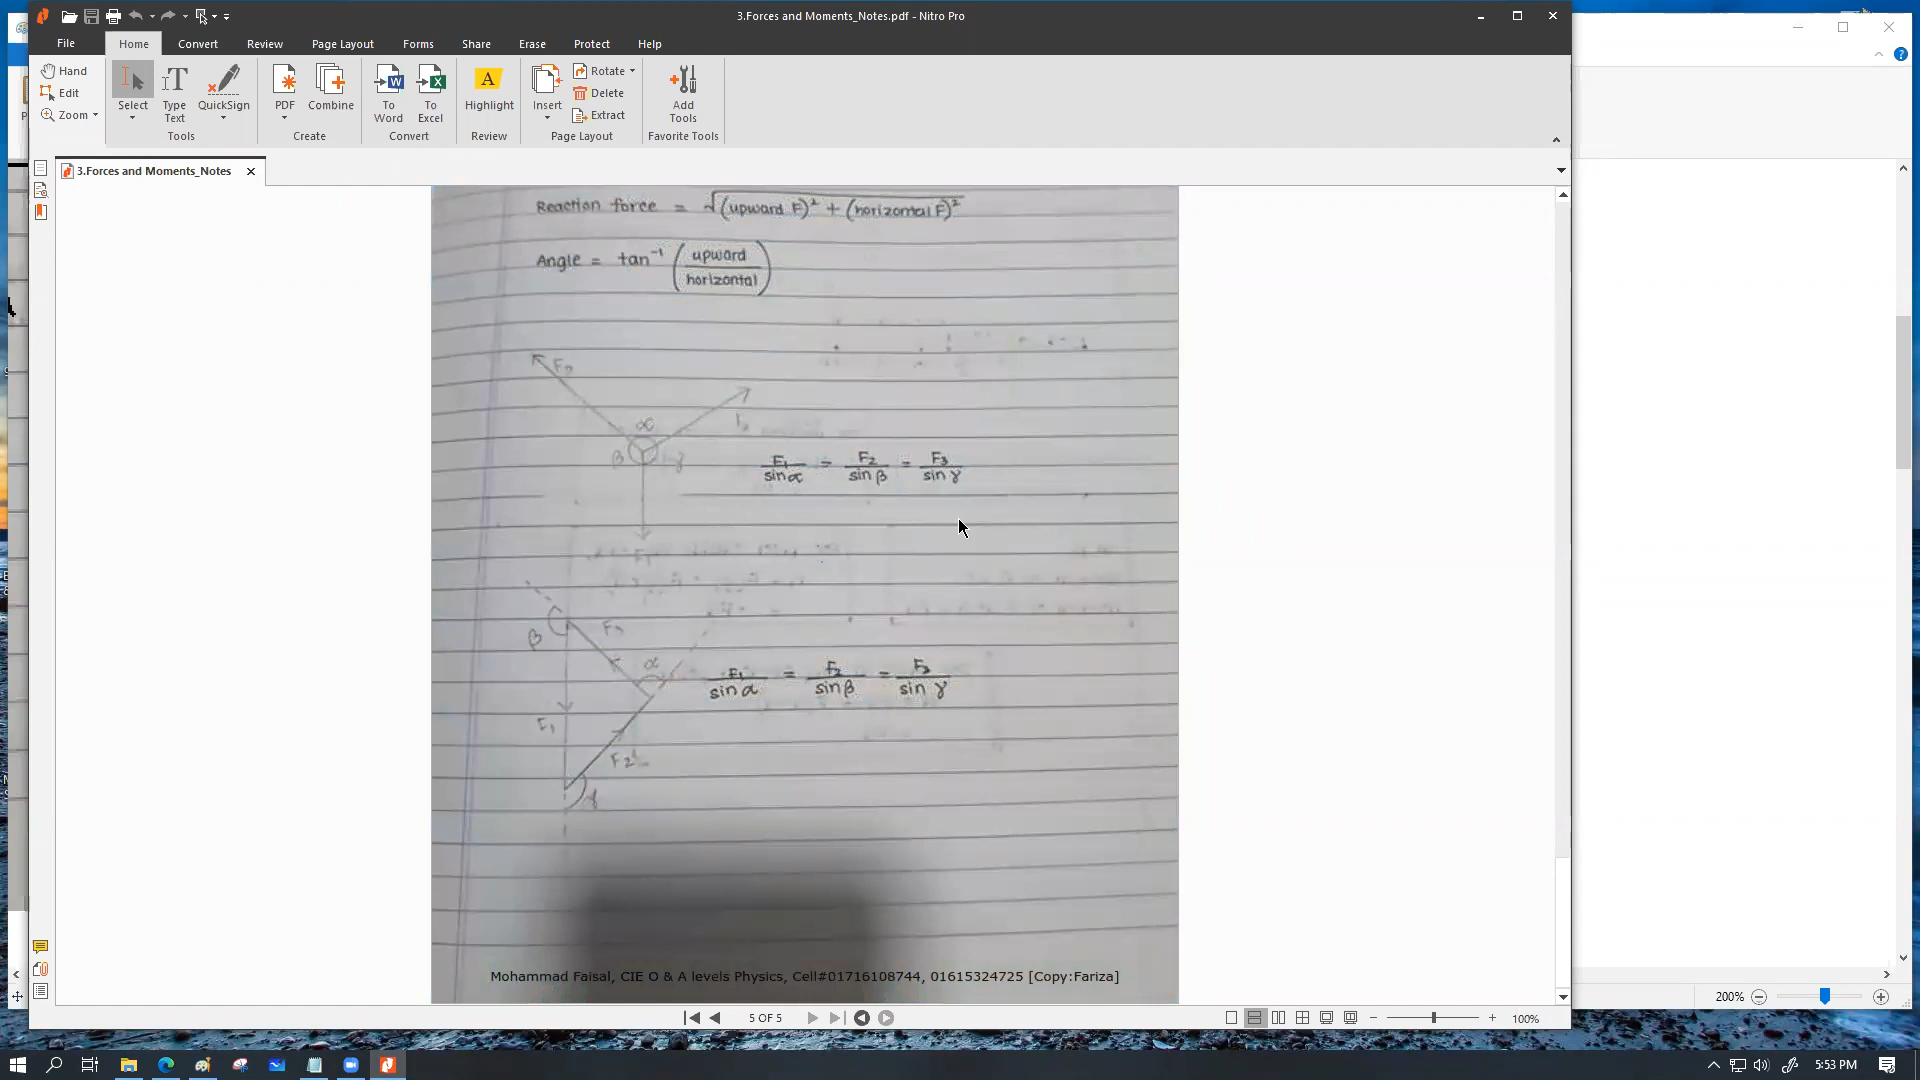 3.Forces and Moments_Notes.pdf - Nitro Pro
File Home Convert Review Page Layout Forms Share Erase Protect Help
Hand
Edit
Zoom
Select
Type Text
QuickSign
Tools
PDF
Combine
Create
To Word
To Excel
Convert
Highlight
Review
Insert
Rotate
Delete
Extract
Page Layout
Add Tools
Favorite Tools
3.Forces and Moments_Notes
Reaction force = √(upward F)² + (horizontal F)²
Angle = tan⁻¹ (upward / horizontal)
α
β
γ
F₁/sin α = F₂/sin β = F₃/sin γ
F₁
β
α
F₁/sin α = F₂/sin β = F₃/sin γ
F₁
F₂
γ
Mohammad Faisal, CIE O & A levels Physics, Cell#01716108744, 01615324725 [Copy:Fariza]
5 OF 5
100%
200%
5:53 PM